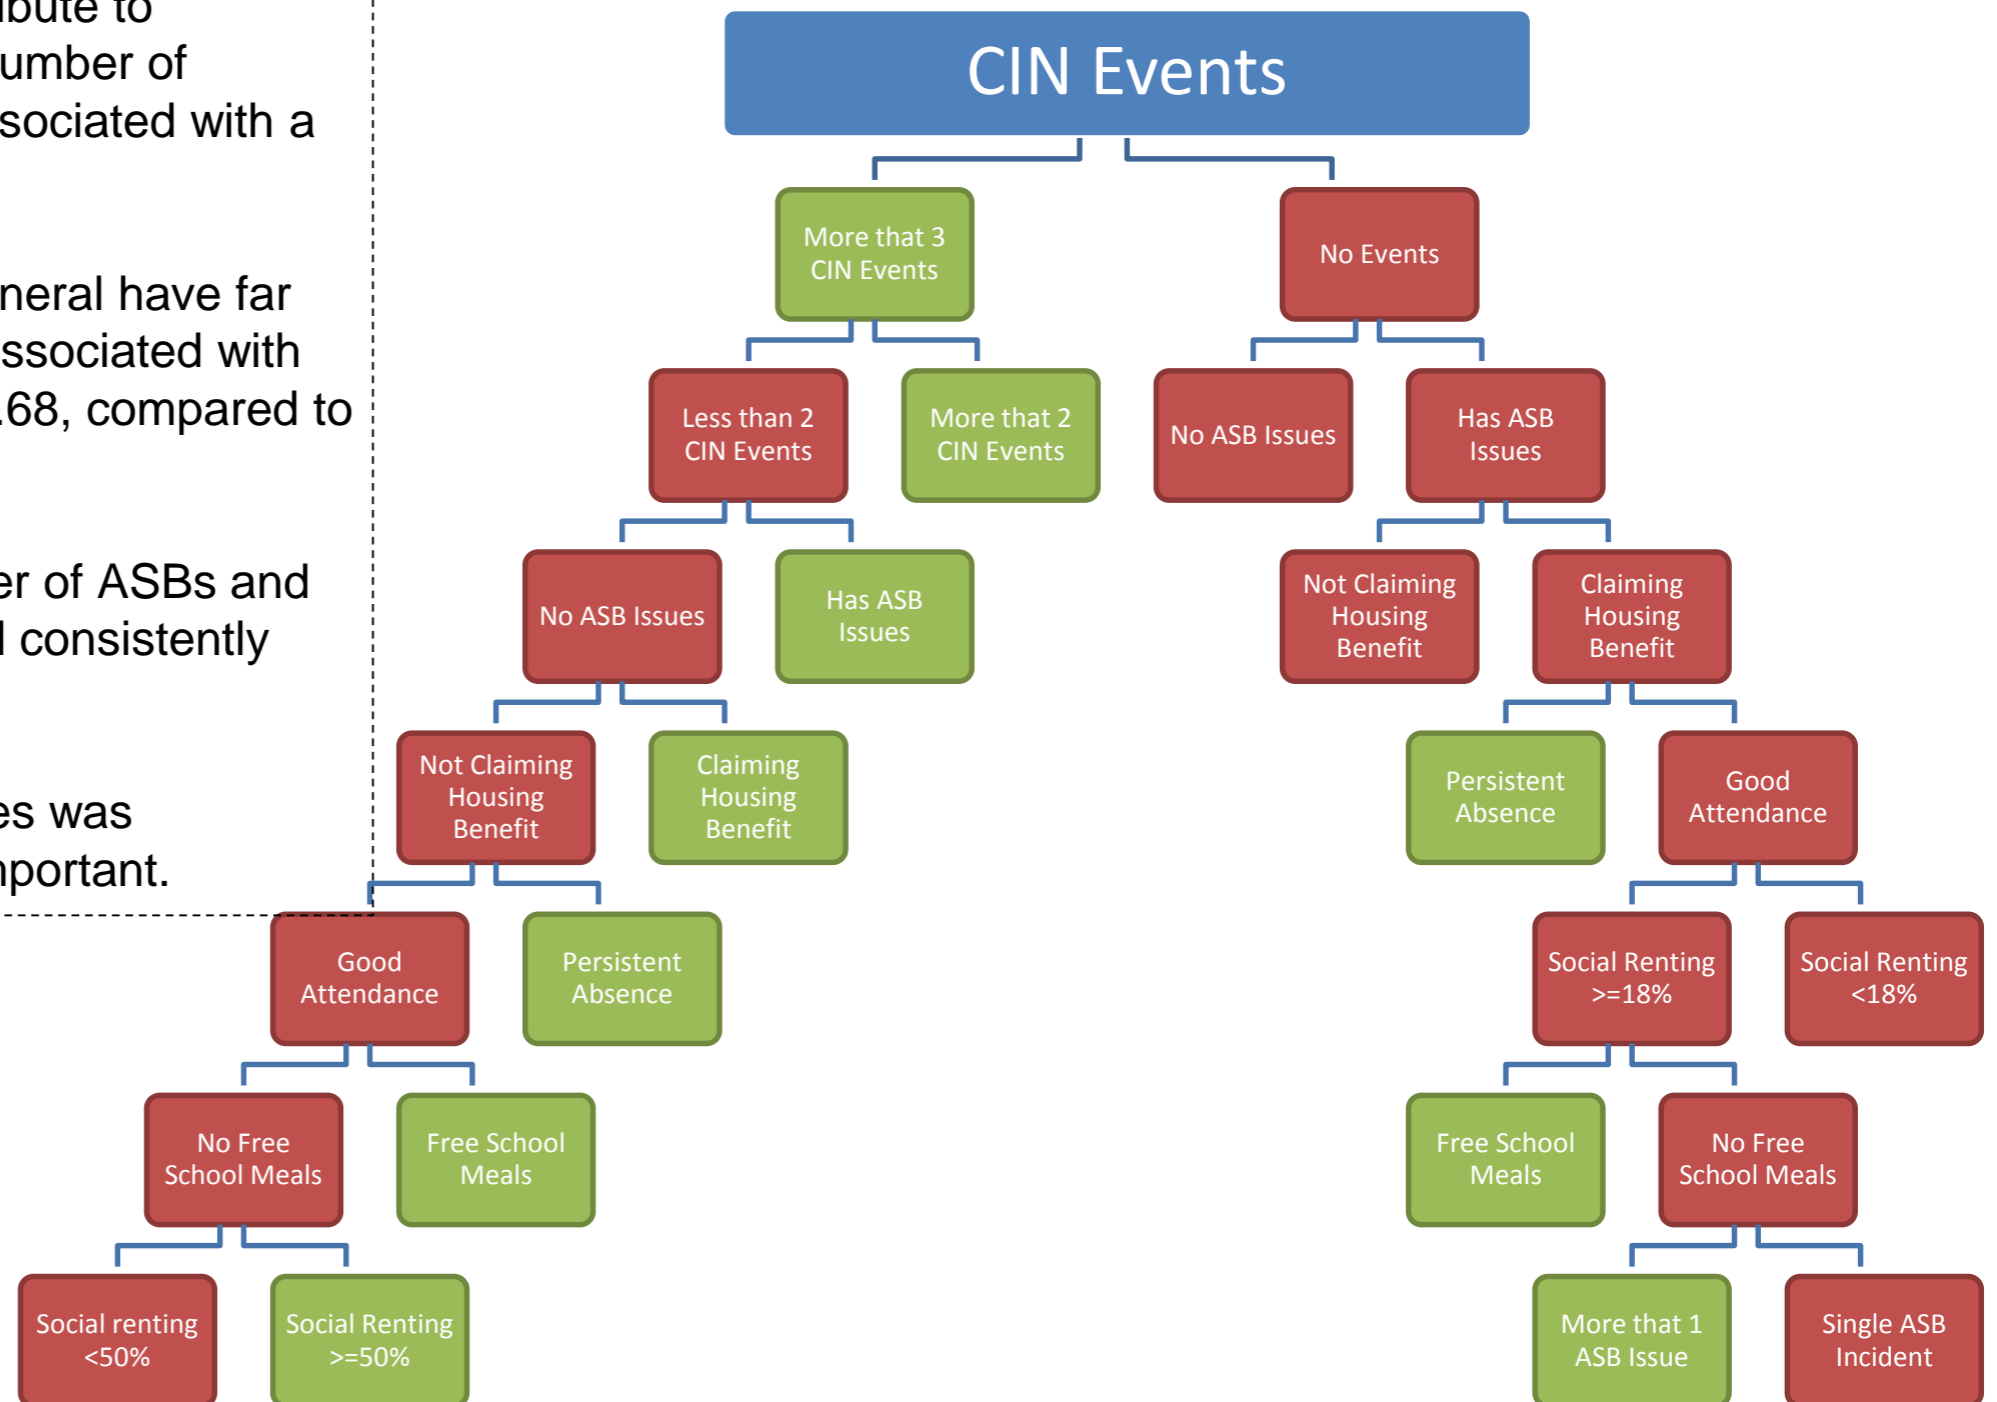 ibute to
umber of
sociated with a
neral have far
ssociated with
.68, compared to
er of ASBs and
d consistently
es was
nportant.
CIN Events
More that 3
CIN Events
No Events
Less than 2
CIN Events
More that 2
CIN Events
No ASB Issues
Has ASB
Issues
No ASB Issues
Has ASB
Issues
Not Claiming
Housing
Benefit
Claiming
Housing
Benefit
Not Claiming
Housing
Benefit
Claiming
Housing
Benefit
Persistent
Absence
Good
Attendance
Good
Attendance
Persistent
Absence
Social Renting
>=18%
Social Renting
<18%
No Free
School Meals
Free School
Meals
Free School
Meals
No Free
School Meals
Social renting
<50%
Social Renting
>=50%
More that 1
ASB Issue
Single ASB
Incident